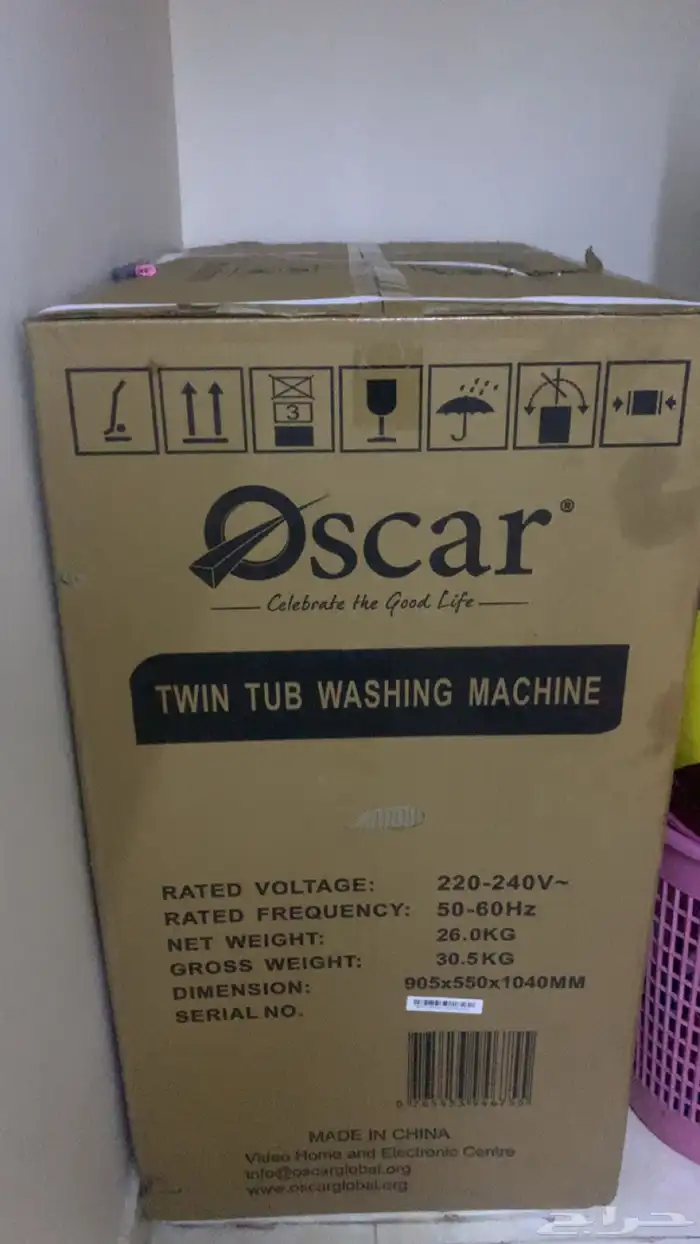 3
Oscar®
Celebrate the Good Life
TWIN TUB WASHING MACHINE
RATED VOLTAGE: 220-240V~
RATED FREQUENCY: 50-60Hz
NET WEIGHT: 26.0KG
GROSS WEIGHT: 30.5KG
DIMENSION: 905x550x1040MM
SERIAL NO.
MADE IN CHINA
Video Home and Electronic Centre
info@oscarglobal.org
www.oscarglobal.org
حراج